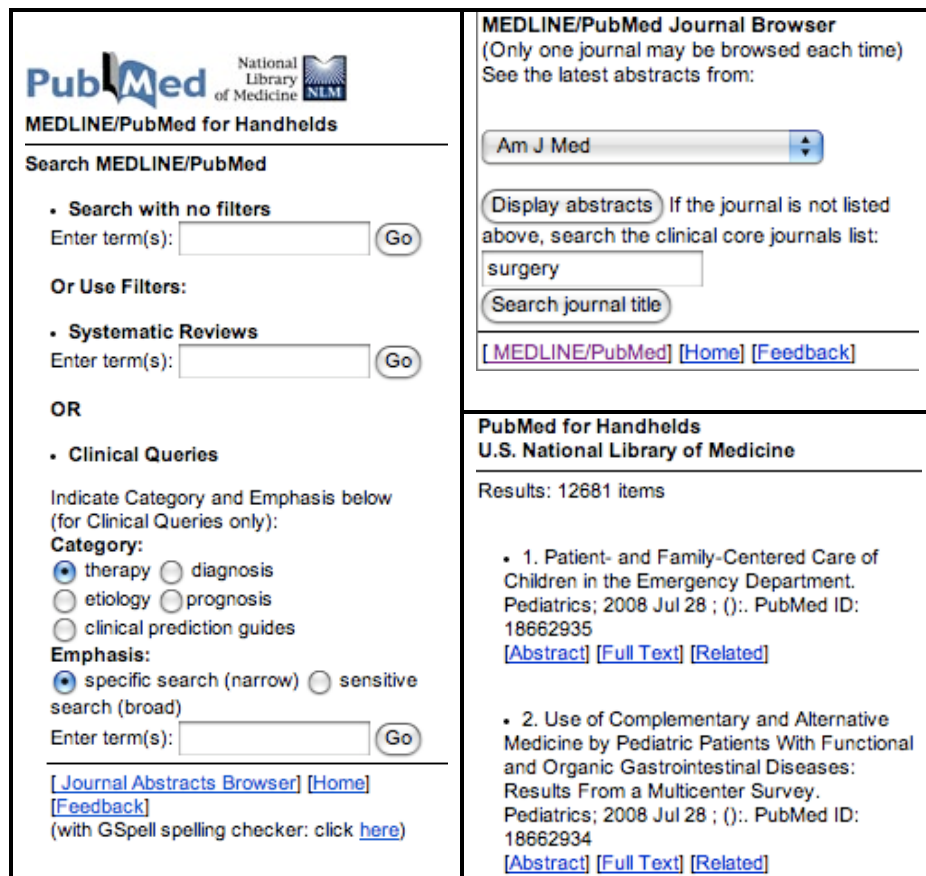 PubMed
National
Library
of Medicine
NLM
MEDLINE/PubMed for Handhelds
Search MEDLINE/PubMed
• Search with no filters
Enter term(s): Go
Or Use Filters:
• Systematic Reviews
Enter term(s): Go
OR
• Clinical Queries
Indicate Category and Emphasis below
(for Clinical Queries only):
Category:
therapy diagnosis
etiology prognosis
clinical prediction guides
Emphasis:
specific search (narrow) sensitive
search (broad)
Enter term(s): Go
[ Journal Abstracts Browser] [Home]
[Feedback]
(with GSpell spelling checker: click here)
MEDLINE/PubMed Journal Browser
(Only one journal may be browsed each time)
See the latest abstracts from:
Am J Med
Display abstracts If the journal is not listed
above, search the clinical core journals list:
surgery
Search journal title
[ MEDLINE/PubMed] [Home] [Feedback]
PubMed for Handhelds
U.S. National Library of Medicine
Results: 12681 items
• 1. Patient- and Family-Centered Care of
Children in the Emergency Department.
Pediatrics; 2008 Jul 28 ; ():. PubMed ID:
18662935
[Abstract] [Full Text] [Related]
• 2. Use of Complementary and Alternative
Medicine by Pediatric Patients With Functional
and Organic Gastrointestinal Diseases:
Results From a Multicenter Survey.
Pediatrics; 2008 Jul 28 ; ():. PubMed ID:
18662934
[Abstract] [Full Text] [Related]